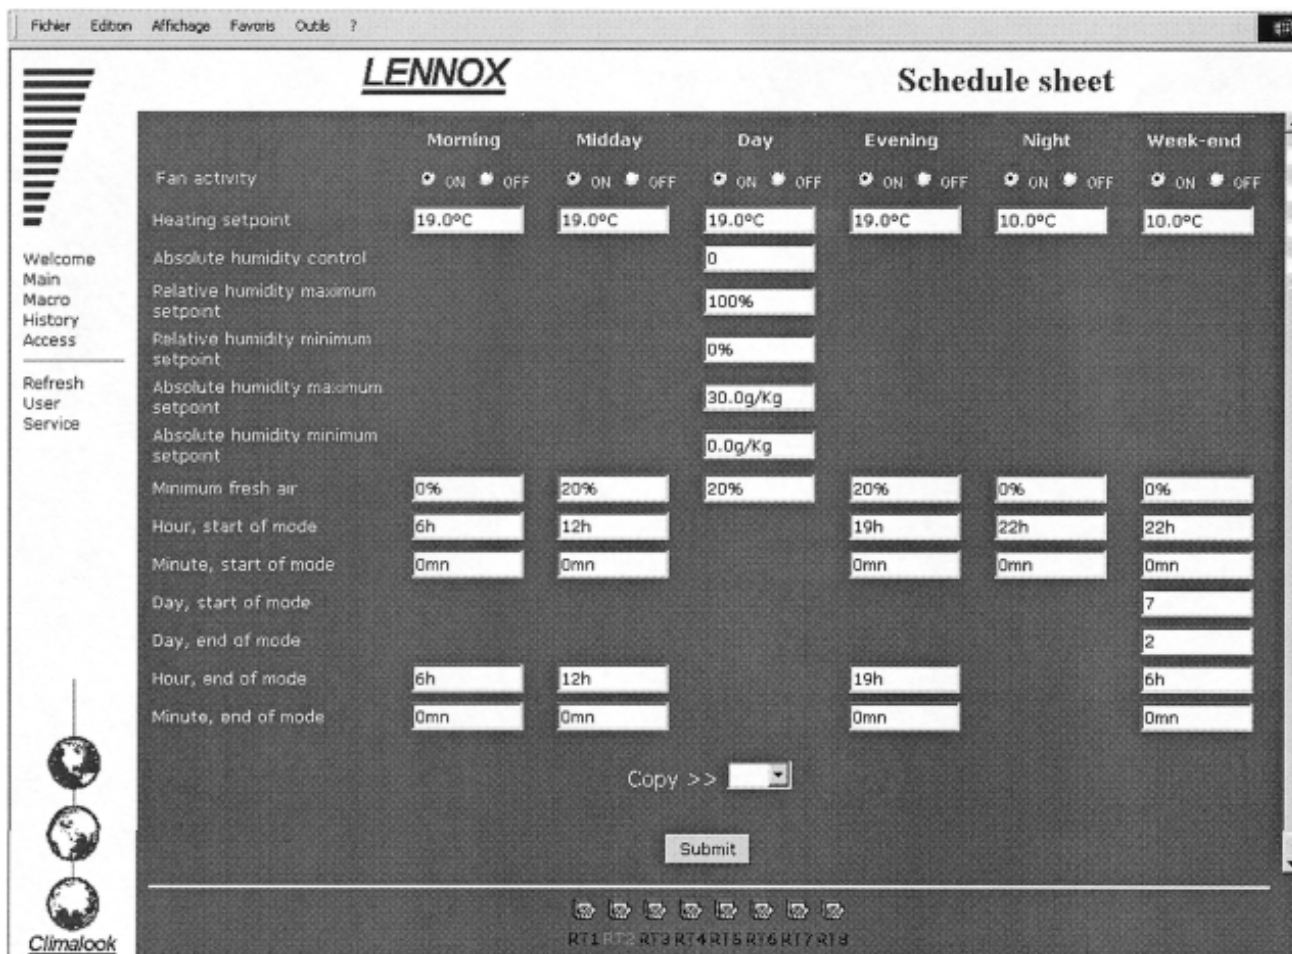 Fichier Edition Affichage Favoris Outils ?
LENNOX Schedule sheet
Morning Midday Day Evening Night Week-end
Fan activity ON OFF ON OFF ON OFF ON OFF ON OFF ON OFF
Heating setpoint 19.0°C 19.0°C 19.0°C 19.0°C 10.0°C 10.0°C
Absolute humidity control 0
Relative humidity maximum
setpoint 100%
Relative humidity minimum
setpoint 0%
Absolute humidity maximum
setpoint 30.0g/Kg
Absolute humidity minimum
setpoint 0.0g/Kg
Minimum fresh air 0% 20% 20% 20% 0% 0%
Hour, start of mode 6h 12h 19h 22h 22h
Minute, start of mode 0mn 0mn 0mn 0mn 0mn
Day, start of mode 7
Day, end of mode 2
Hour, end of mode 6h 12h 19h 6h
Minute, end of mode 0mn 0mn 0mn 0mn
Copy >>
Submit
RT1 RT2 RT3 RT4 RT5 RT6 RT7 RT8
Welcome
Main
Macro
History
Access
Refresh
User
Service
Climalook